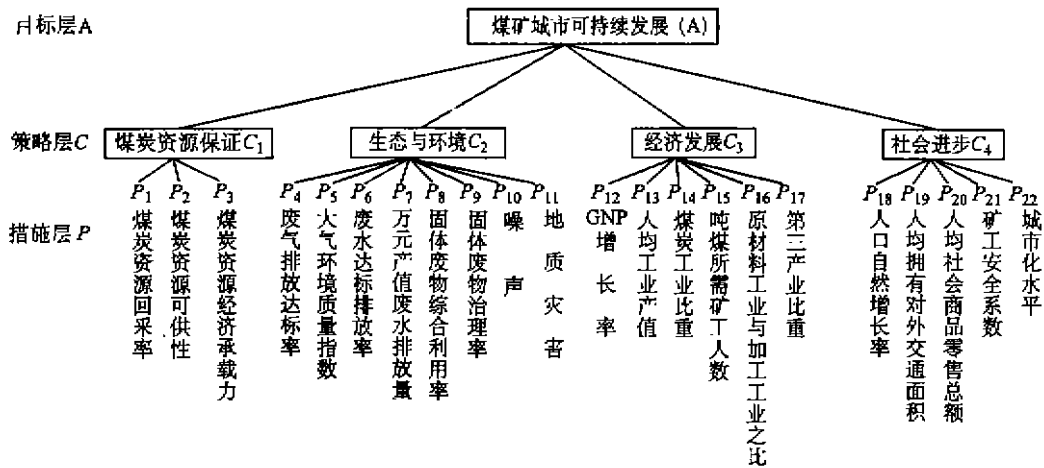 目标层A
煤矿城市可持续发展 (A)
策略层C
煤炭资源保证C₁
生态与环境C₂
经济发展C₃
社会进步C₄
措施层 P
P₁
煤炭资源回采率
P₂
煤炭资源可供性
P₃
煤炭资源经济承载力
P₄
废气排放达标率
P₅
大气环境质量指数
P₆
废水达标排放率
P₇
万元产值废水排放量
P₈
固体废物综合利用率
P₉
固体废物治理率
P₁₀
噪声
P₁₁
地质灾害
P₁₂
GNP增长率
P₁₃
人均工业产值
P₁₄
煤炭工业比重
P₁₅
吨煤所需矿工人数
P₁₆
原材料工业与加工工业之比
P₁₇
第三产业比重
P₁₈
人口自然增长率
P₁₉
人均拥有对外交通面积
P₂₀
人均社会商品零售总额
P₂₁
矿工安全系数
P₂₂
城市化水平